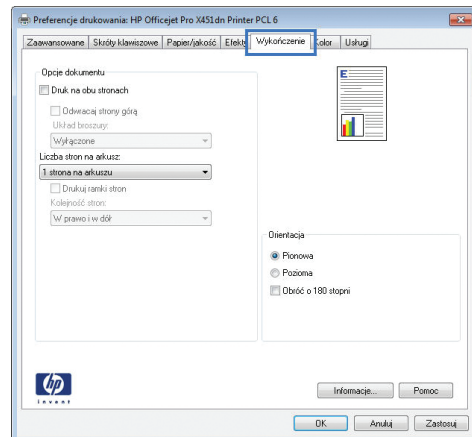 Preferencje drukowania: HP Officejet Pro X451dn Printer PCL 6
Zaawansowane Skróty klawiszowe Papier/jakość Efekty Wykończenie Kolor Usługi
Opcje dokumentu
Druk na obu stronach
Odwracaj strony górą
Układ broszury:
Wyłączone
Liczba stron na arkusz:
1 strona na arkuszu
Drukuj ramki stron
Kolejność stron:
W prawo i w dół
E
Orientacja
Pionowa
Pozioma
Obróć o 180 stopni
hp
invent
Informacje... Pomoc
OK Anuluj Zastosuj